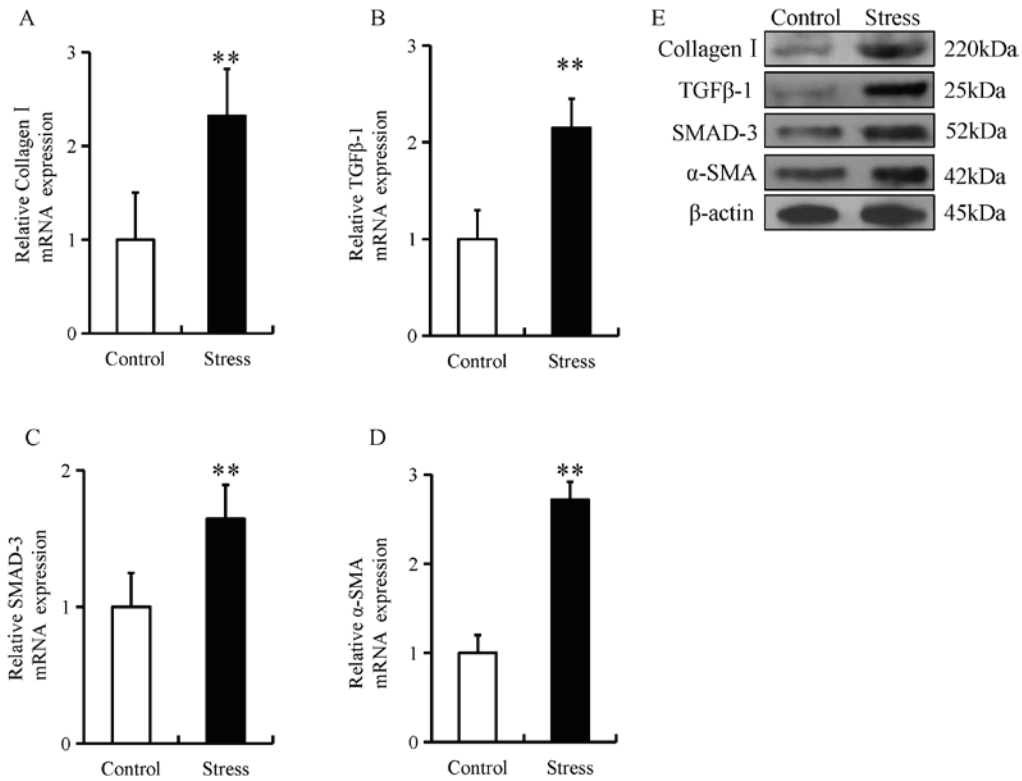 A
Relative Collagen I
mRNA expression
3
2
1
0
**
Control
Stress
B
Relative TGFβ-1
mRNA expression
3
2
1
0
**
Control
Stress
E
Control
Stress
Collagen I
220kDa
TGFβ-1
25kDa
SMAD-3
52kDa
α-SMA
42kDa
β-actin
45kDa
C
Relative SMAD-3
mRNA expression
2
1
0
**
Control
Stress
D
Relative α-SMA
mRNA expression
3
2
1
0
**
Control
Stress